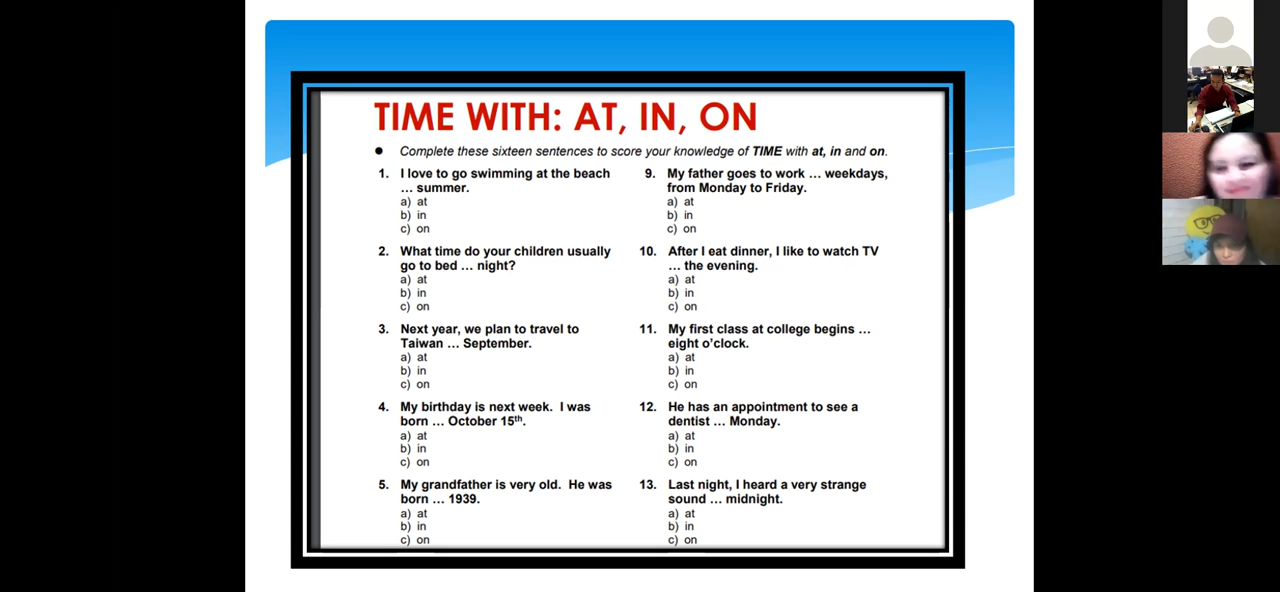 TIME WITH: AT, IN, ON
● Complete these sixteen sentences to score your knowledge of TIME with at, in and on.
1. I love to go swimming at the beach
... summer.
a) at
b) in
c) on
2. What time do your children usually
go to bed ... night?
a) at
b) in
c) on
3. Next year, we plan to travel to
Taiwan ... September.
a) at
b) in
c) on
4. My birthday is next week. I was
born ... October 15th.
a) at
b) in
c) on
5. My grandfather is very old. He was
born ... 1939.
a) at
b) in
c) on
9. My father goes to work ... weekdays,
from Monday to Friday.
a) at
b) in
c) on
10. After I eat dinner, I like to watch TV
... the evening.
a) at
b) in
c) on
11. My first class at college begins ...
eight o'clock.
a) at
b) in
c) on
12. He has an appointment to see a
dentist ... Monday.
a) at
b) in
c) on
13. Last night, I heard a very strange
sound ... midnight.
a) at
b) in
c) on